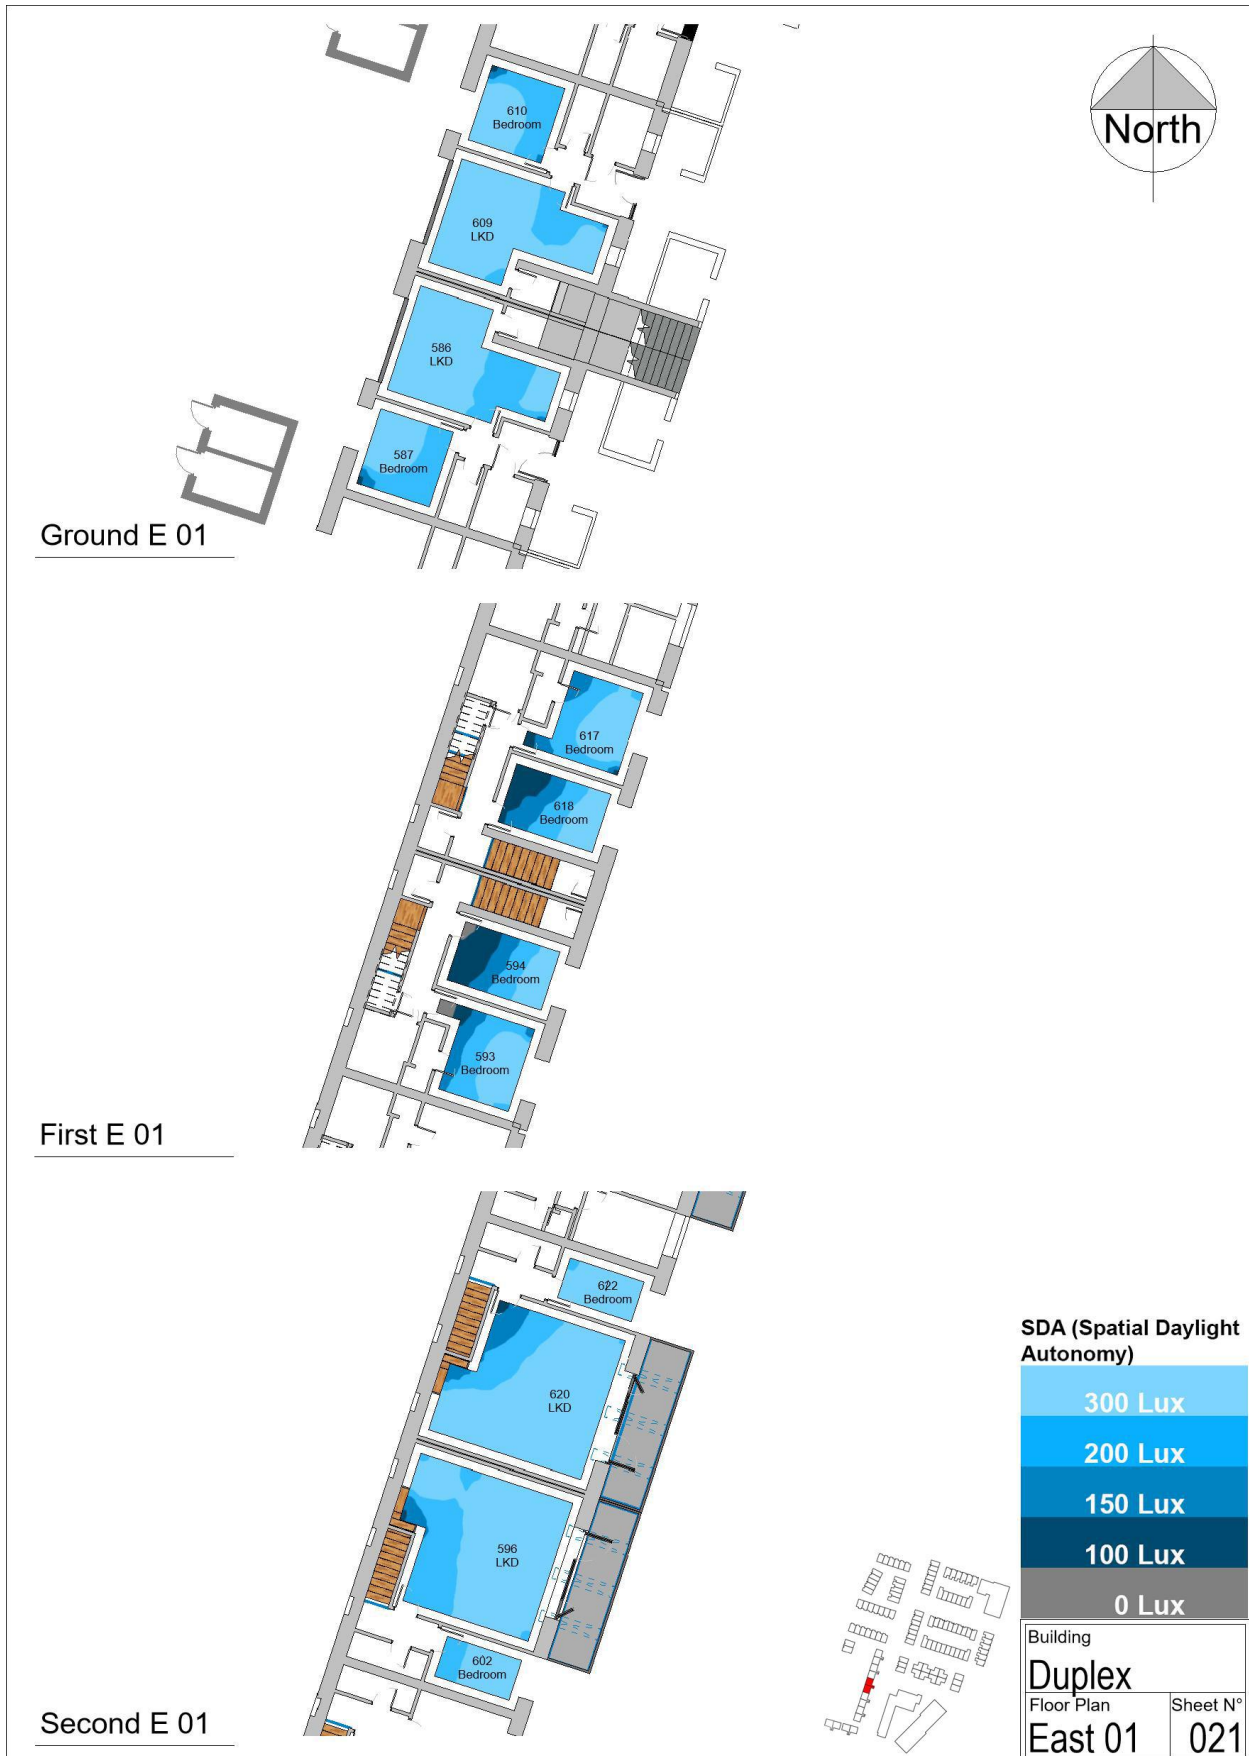 North
610
Bedroom
609
LKD
586
LKD
587
Bedroom
Ground E 01
617
Bedroom
618
Bedroom
594
Bedroom
593
Bedroom
First E 01
622
Bedroom
620
LKD
596
LKD
602
Bedroom
Second E 01
SDA (Spatial Daylight
Autonomy)
300 Lux
200 Lux
150 Lux
100 Lux
0 Lux
Building
Duplex
Floor Plan
East 01
Sheet N°
021